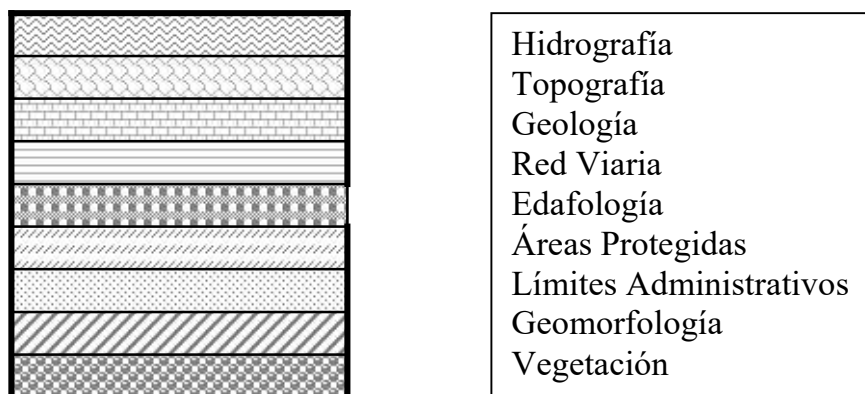 Hidrografía
Topografía
Geología
Red Viaria
Edafología
Áreas Protegidas
Límites Administrativos
Geomorfología
Vegetación